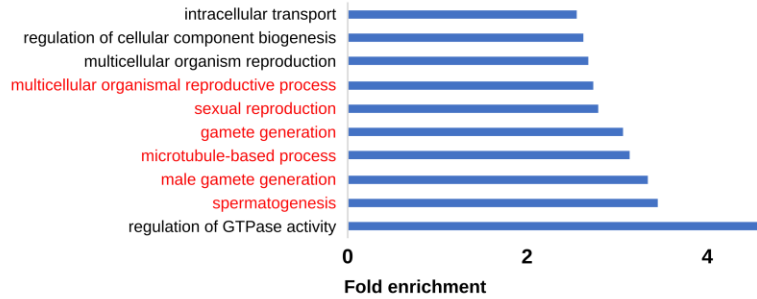 intracellular transport
regulation of cellular component biogenesis
multicellular organism reproduction
multicellular organismal reproductive process
sexual reproduction
gamete generation
microtubule-based process
male gamete generation
spermatogenesis
regulation of GTPase activity
0 2 4
Fold enrichment